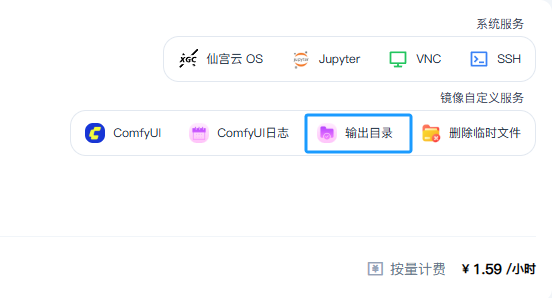 系统服务
XGC 仙宫云 OS Jupyter VNC SSH
镜像自定义服务
ComfyUI ComfyUI日志 输出目录 删除临时文件
按量计费 ¥ 1.59 /小时